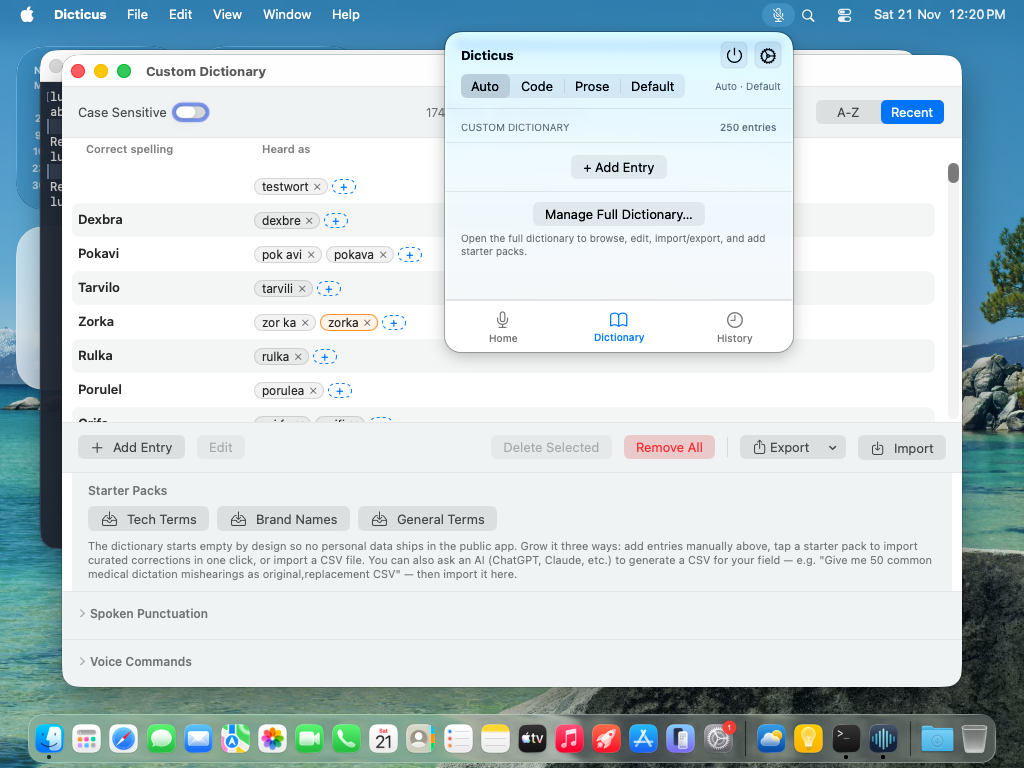 Dicticus File Edit View Window Help Sat 21 Nov 12:20 PM
Dicticus
Auto Code Prose Default Auto · Default
CUSTOM DICTIONARY 250 entries
+ Add Entry
Manage Full Dictionary...
Open the full dictionary to browse, edit, import/export, and add
starter packs.
Home Dictionary History
Custom Dictionary
Case Sensitive 174 A-Z Recent
Correct spelling Heard as
testwort × +
Dexbra dexbre × +
Pokavi pok avi × pokava × +
Tarvilo tarvili × +
Zorka zor ka × zorka × +
Rulka rulka × +
Porulel porulea × +
+ Add Entry Edit Delete Selected Remove All Export Import
Starter Packs
Tech Terms Brand Names General Terms
The dictionary starts empty by design so no personal data ships in the public app. Grow it three ways: add entries manually above, tap a starter pack to import
curated corrections in one click, or import a CSV file. You can also ask an AI (ChatGPT, Claude, etc.) to generate a CSV for your field — e.g. "Give me 50 common
medical dictation mishearings as original,replacement CSV" — then import it here.
Spoken Punctuation
Voice Commands
Sat
21
tv
1
>_